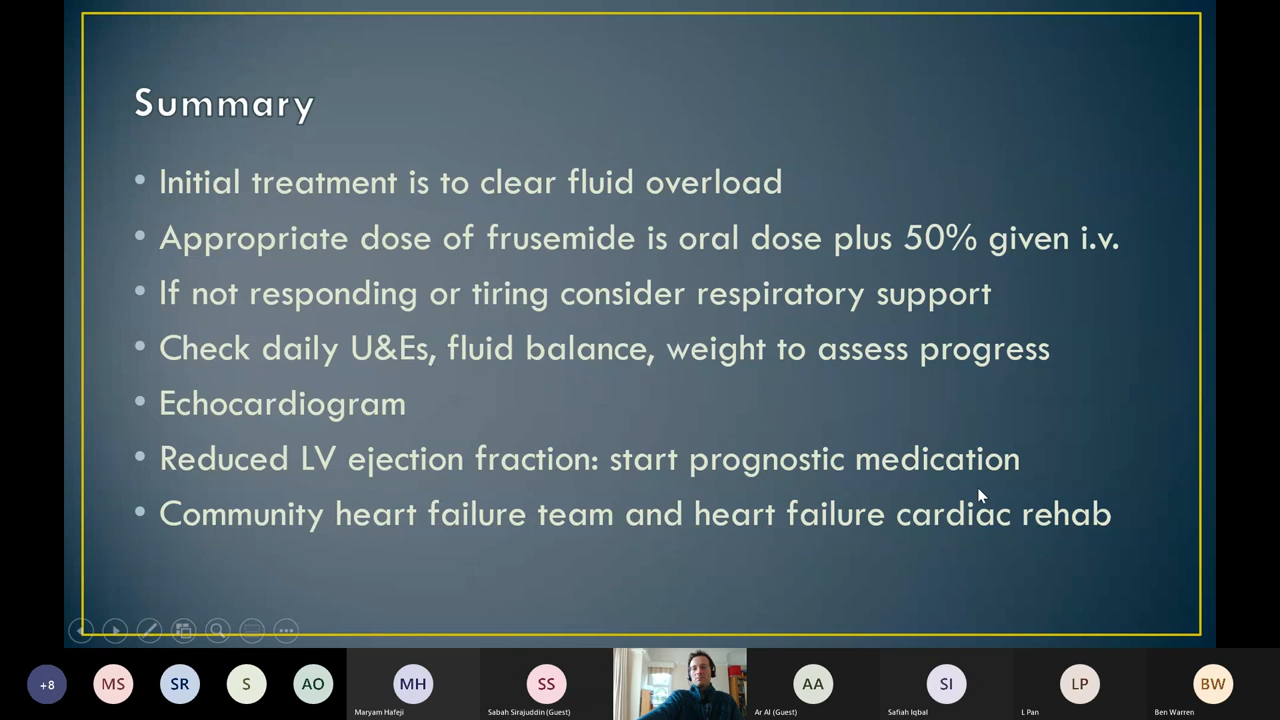 Summary
• Initial treatment is to clear fluid overload
• Appropriate dose of frusemide is oral dose plus 50% given i.v.
• If not responding or tiring consider respiratory support
• Check daily U&Es, fluid balance, weight to assess progress
• Echocardiogram
• Reduced LV ejection fraction: start prognostic medication
• Community heart failure team and heart failure cardiac rehab
+8
MS
SR
S
AO
MH
SS
AA
SI
LP
BW
Maryam Hafeji
Sabah Sirajuddin (Guest)
Ar Al (Guest)
Safiah Iqbal
L Pan
Ben Warren